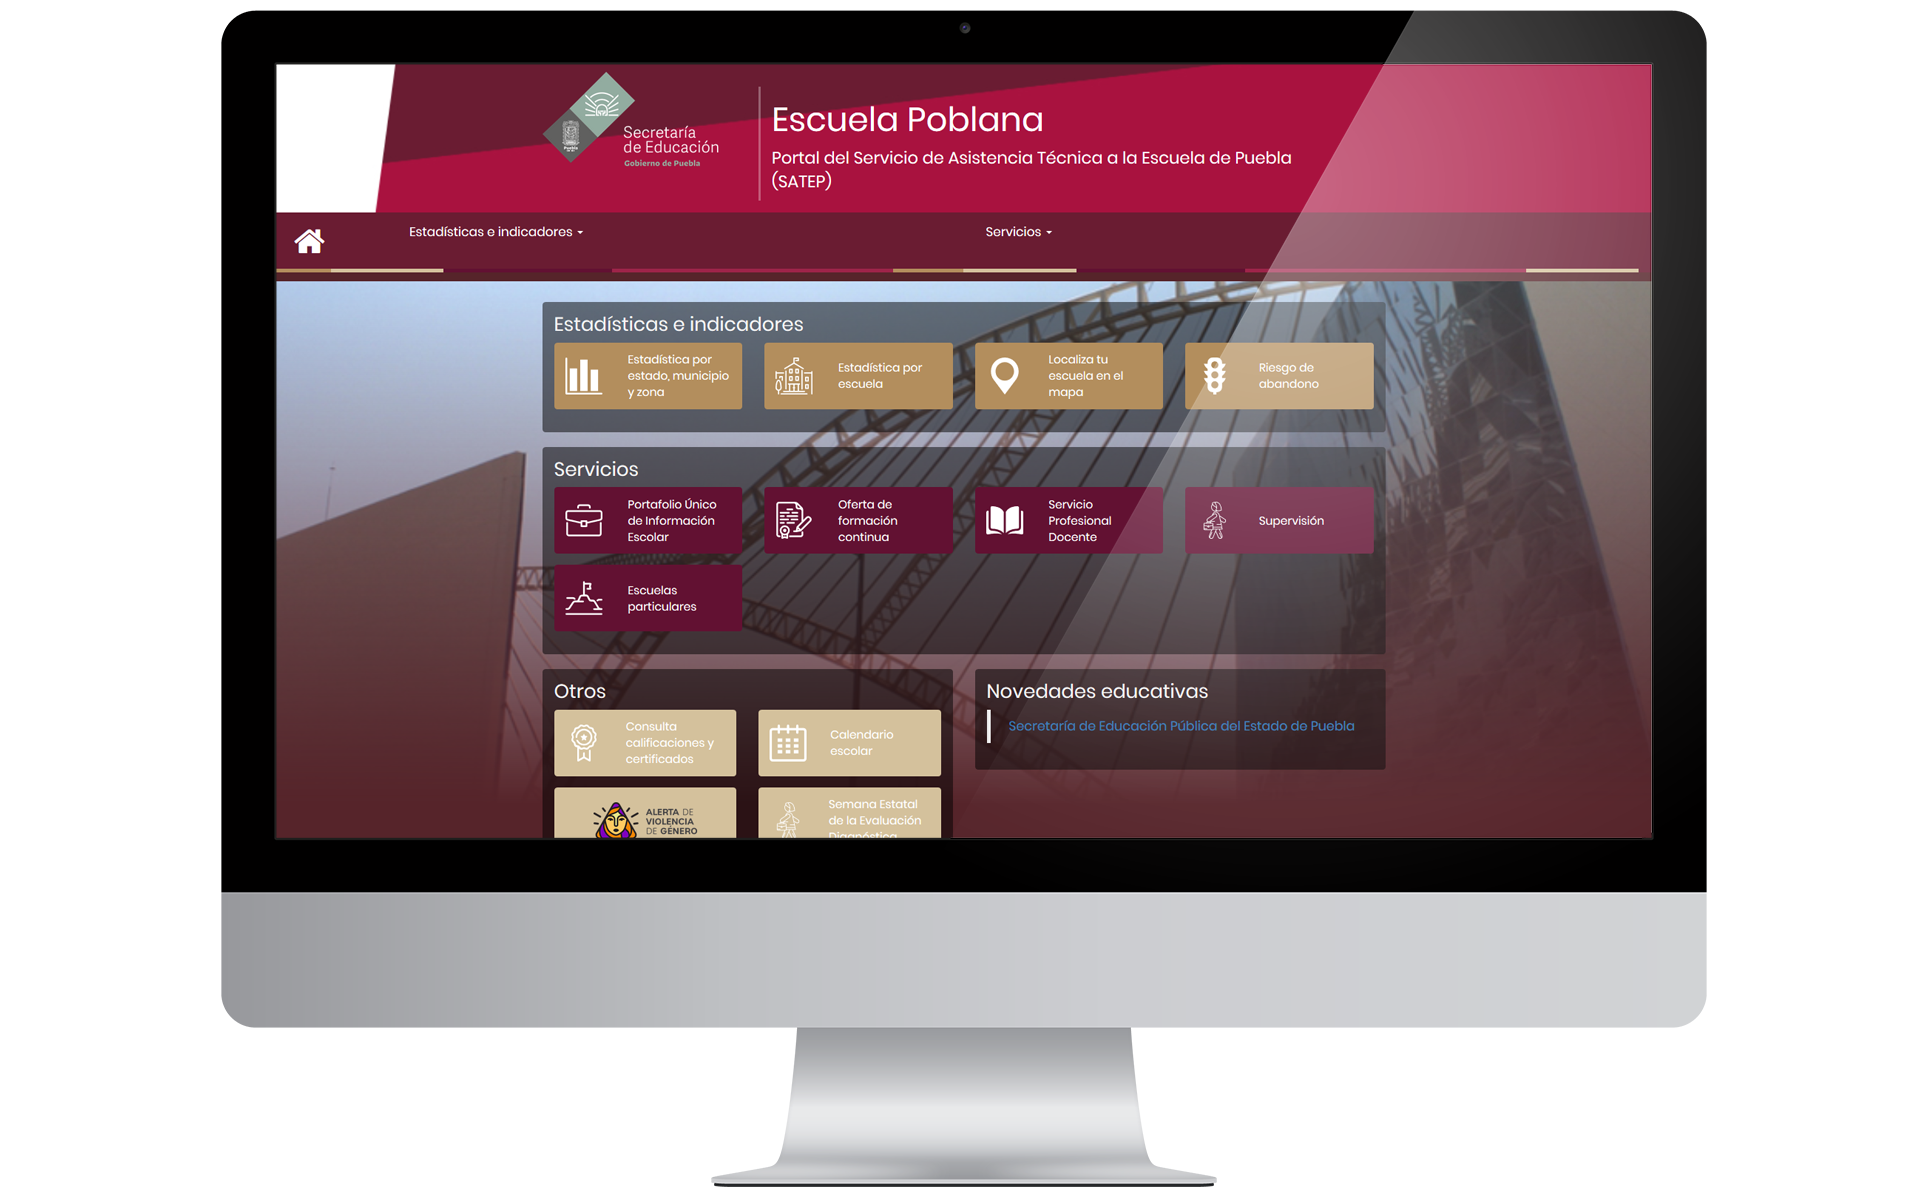 Secretaría
de Educación
Gobierno de Puebla
Puebla
Escuela Poblana
Portal del Servicio de Asistencia Técnica a la Escuela de Puebla
(SATEP)
Estadísticas e indicadores
Servicios
Estadísticas e indicadores
Estadística por
estado, municipio
y zona
Estadística por
escuela
Localiza tu
escuela en el
mapa
Riesgo de
abandono
Servicios
Portafolio Único
de Información
Escolar
Oferta de
formación
continua
Servicio
Profesional
Docente
Supervisión
Escuelas
particulares
Otros
Consulta
calificaciones y
certificados
Calendario
escolar
ALERTA DE
VIOLENCIA
DE GÉNERO
Semana Estatal
de la Evaluación
Diagnóstica
Novedades educativas
Secretaría de Educación Pública del Estado de Puebla